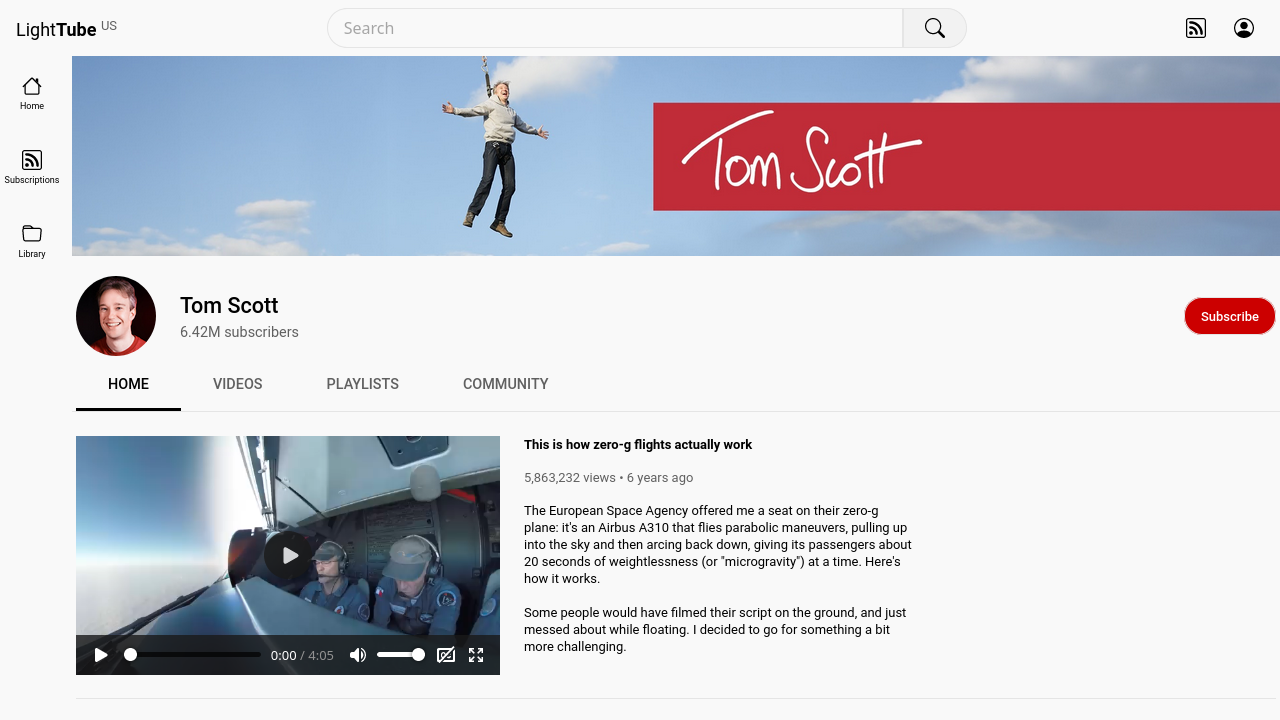 LightTube US
Search
Home
Subscriptions
Library
Tom Scott
Tom Scott
6.42M subscribers
Subscribe
HOME
VIDEOS
PLAYLISTS
COMMUNITY
This is how zero-g flights actually work
5,863,232 views • 6 years ago
The European Space Agency offered me a seat on their zero-g
plane: it's an Airbus A310 that flies parabolic maneuvers, pulling up
into the sky and then arcing back down, giving its passengers about
20 seconds of weightlessness (or "microgravity") at a time. Here's
how it works.
Some people would have filmed their script on the ground, and just
messed about while floating. I decided to go for something a bit
more challenging.
0:00 / 4:05